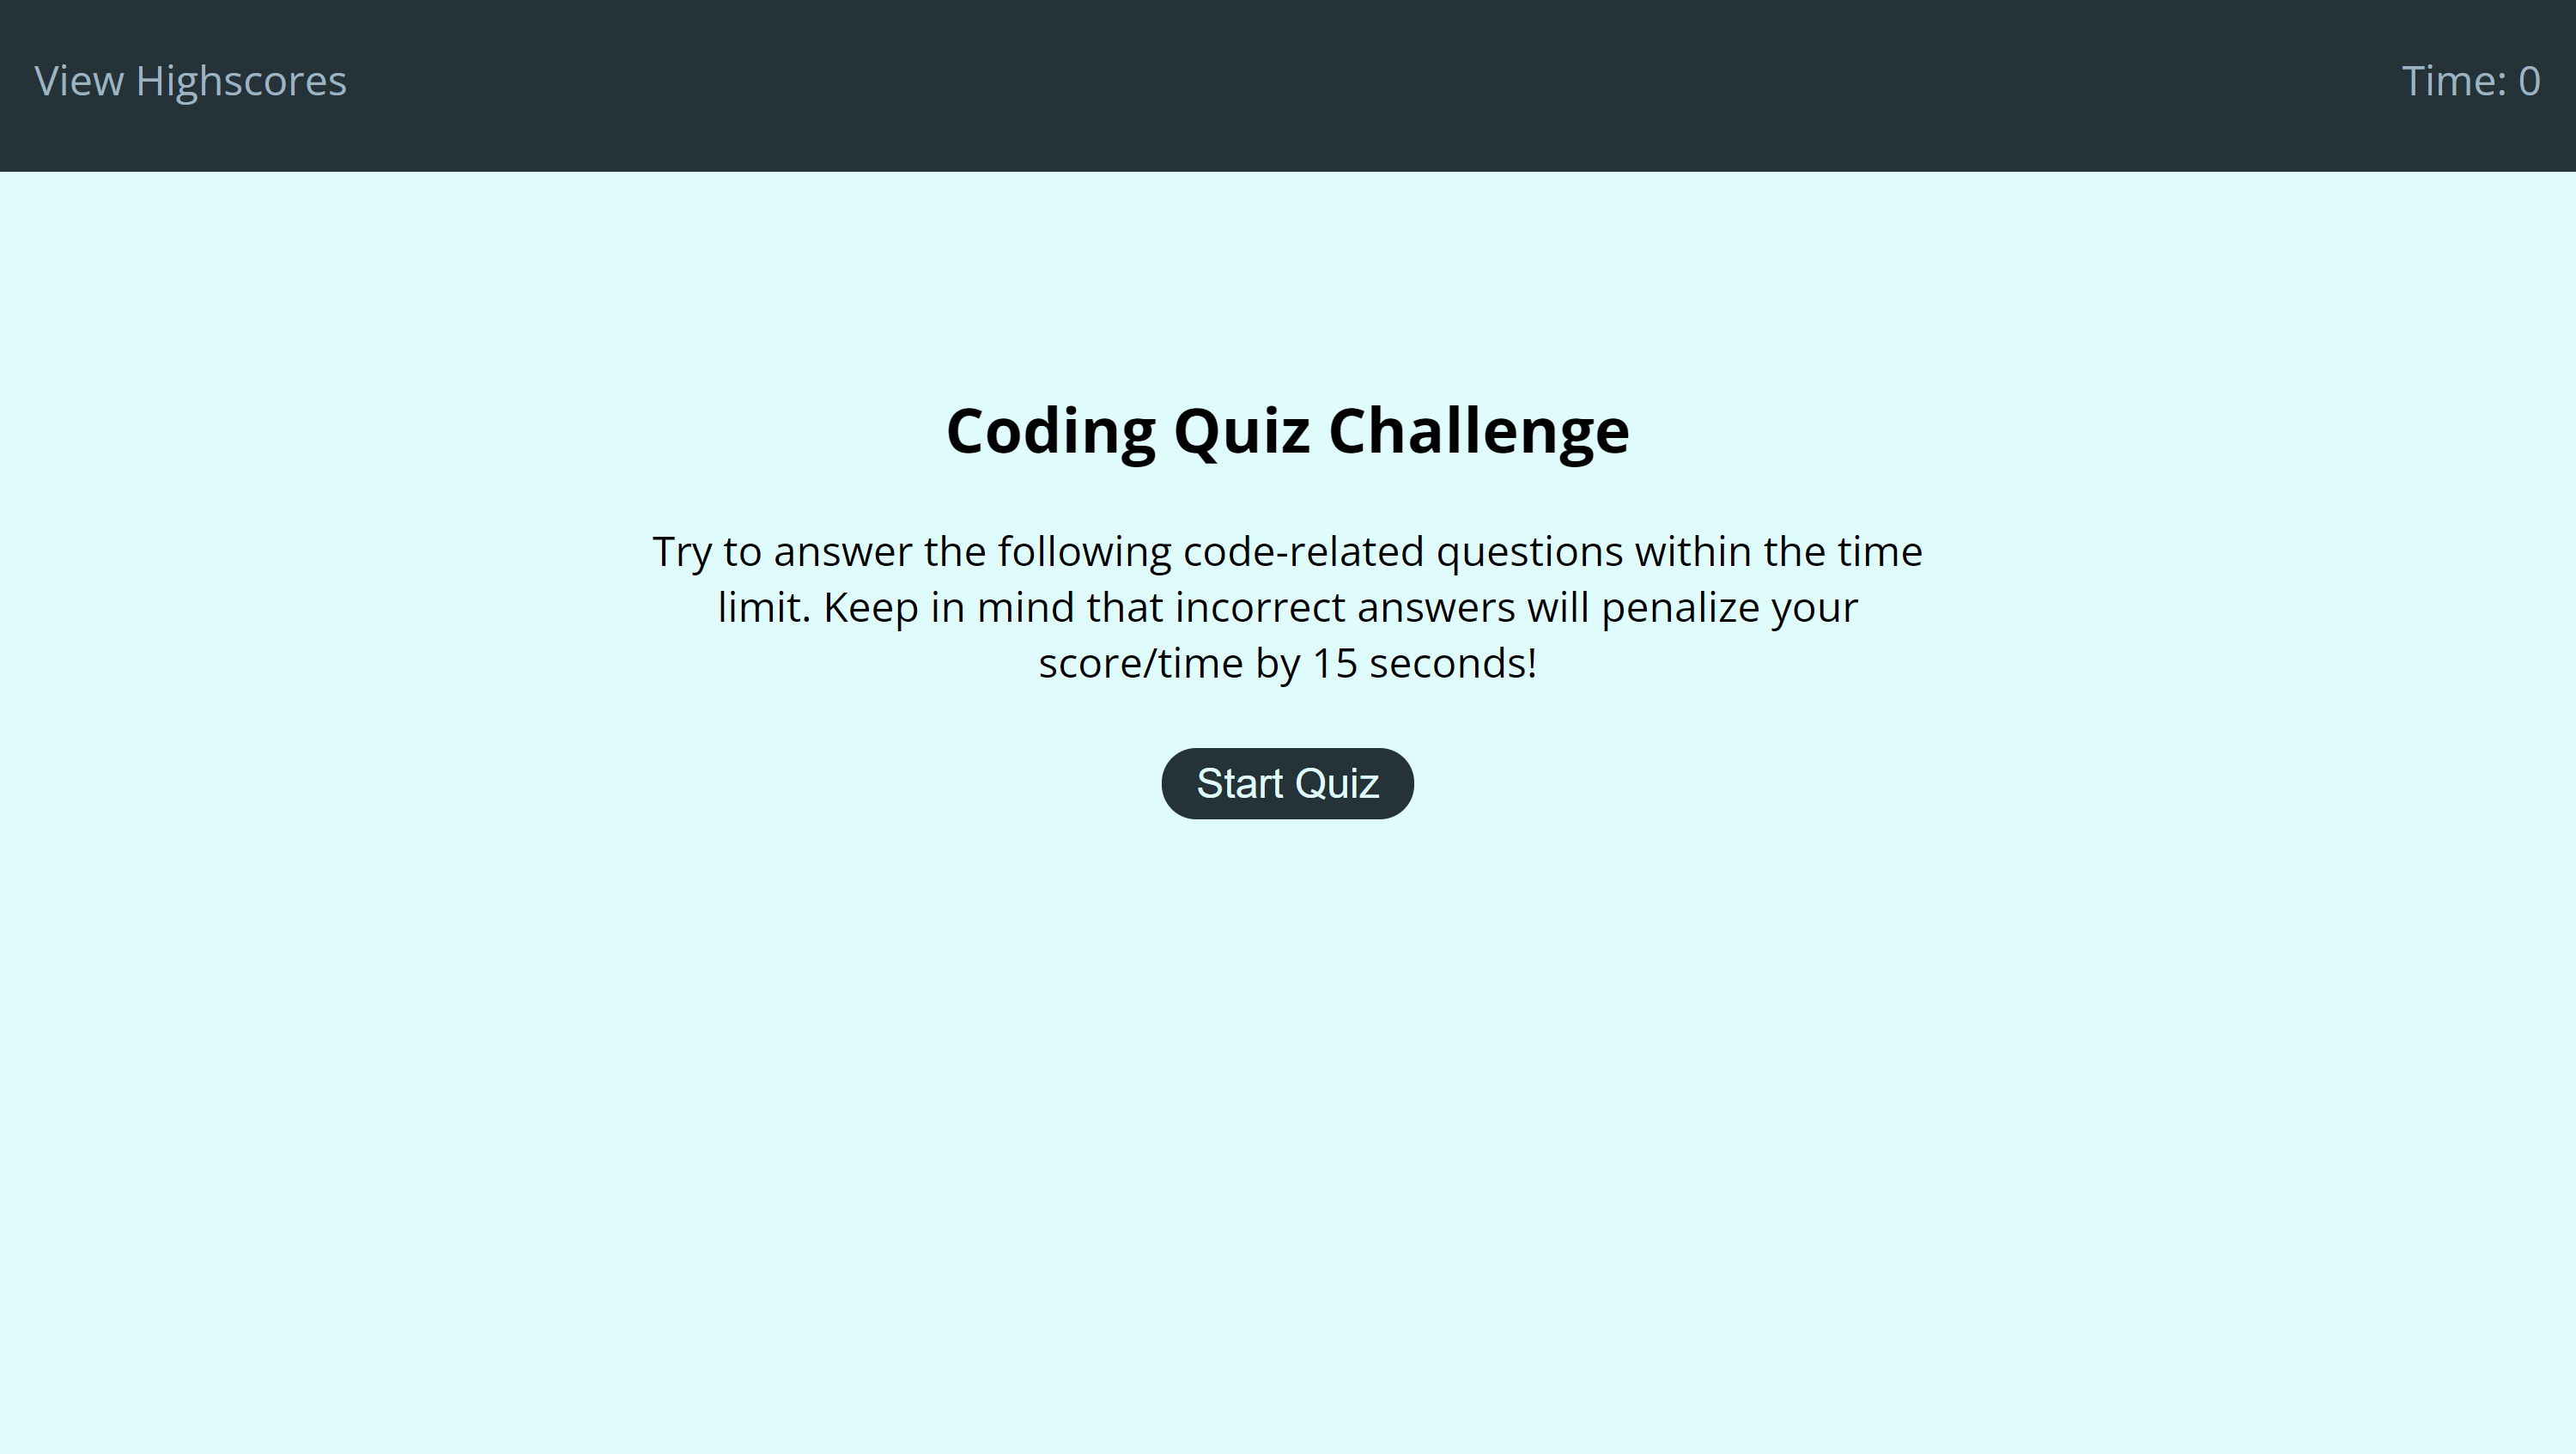 View Highscores
Time: 0
Coding Quiz Challenge
Try to answer the following code-related questions within the time
limit. Keep in mind that incorrect answers will penalize your
score/time by 15 seconds!
Start Quiz